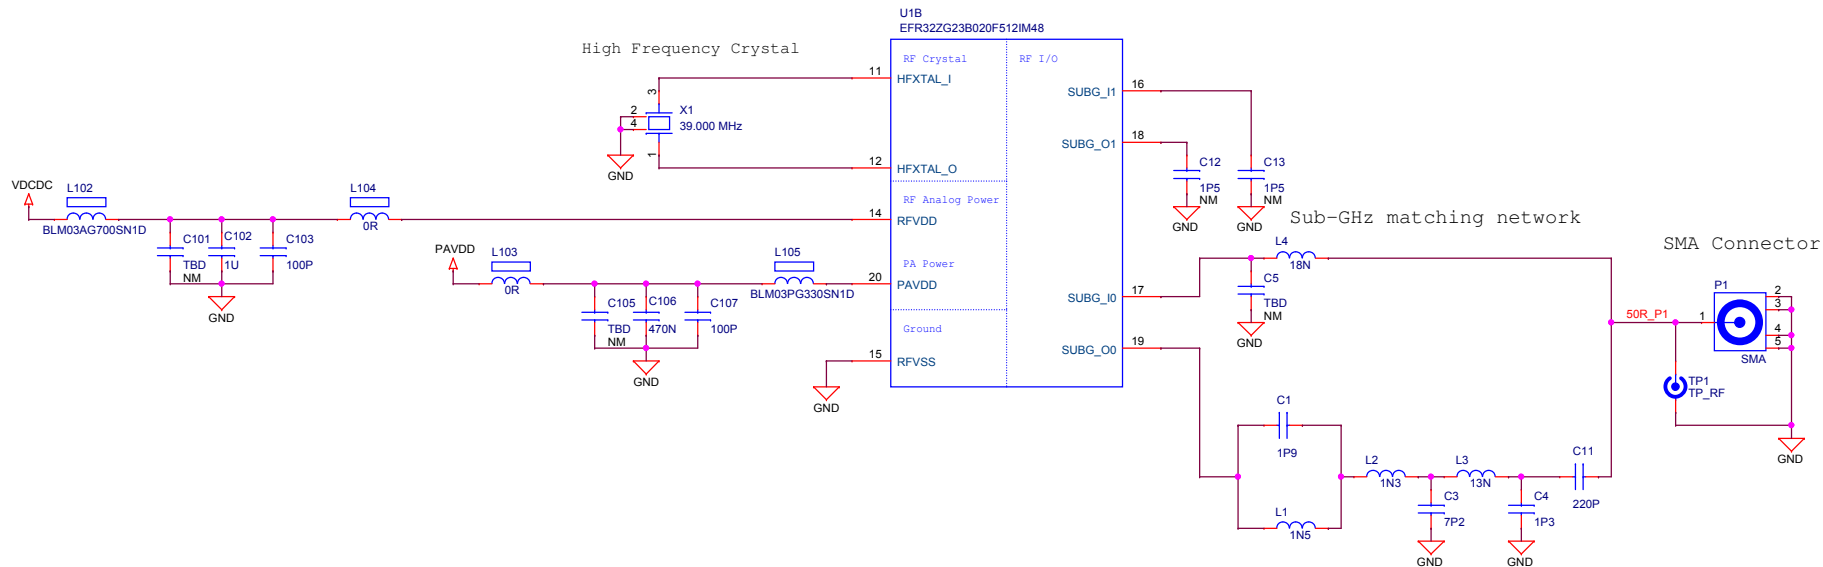 U1B
EFR32ZG23B020F512IM48
High Frequency Crystal
RF Crystal
RF I/O
11
HFXTAL_I
3
2
4
1
X1
39.000 MHz
GND
12
HFXTAL_O
16
SUBG_I1
18
SUBG_O1
C12
1P5
NM
GND
C13
1P5
NM
GND
VDCDC
L102
BLM03AG700SN1D
L104
0R
C101
TBD
NM
C102
1U
C103
100P
GND
RF Analog Power
14
RFVDD
PAVDD
L103
0R
L105
BLM03PG330SN1D
C105
TBD
NM
C106
470N
C107
100P
GND
PA Power
20
PAVDD
Ground
15
RFVSS
GND
17
SUBG_I0
19
SUBG_O0
Sub-GHz matching network
L4
18N
C5
TBD
NM
GND
SMA Connector
P1
50R_P1
1
2
3
4
5
SMA
TP1
TP_RF
GND
C1
1P9
L1
1N5
L2
1N3
C3
7P2
GND
L3
13N
C4
1P3
GND
C11
220P